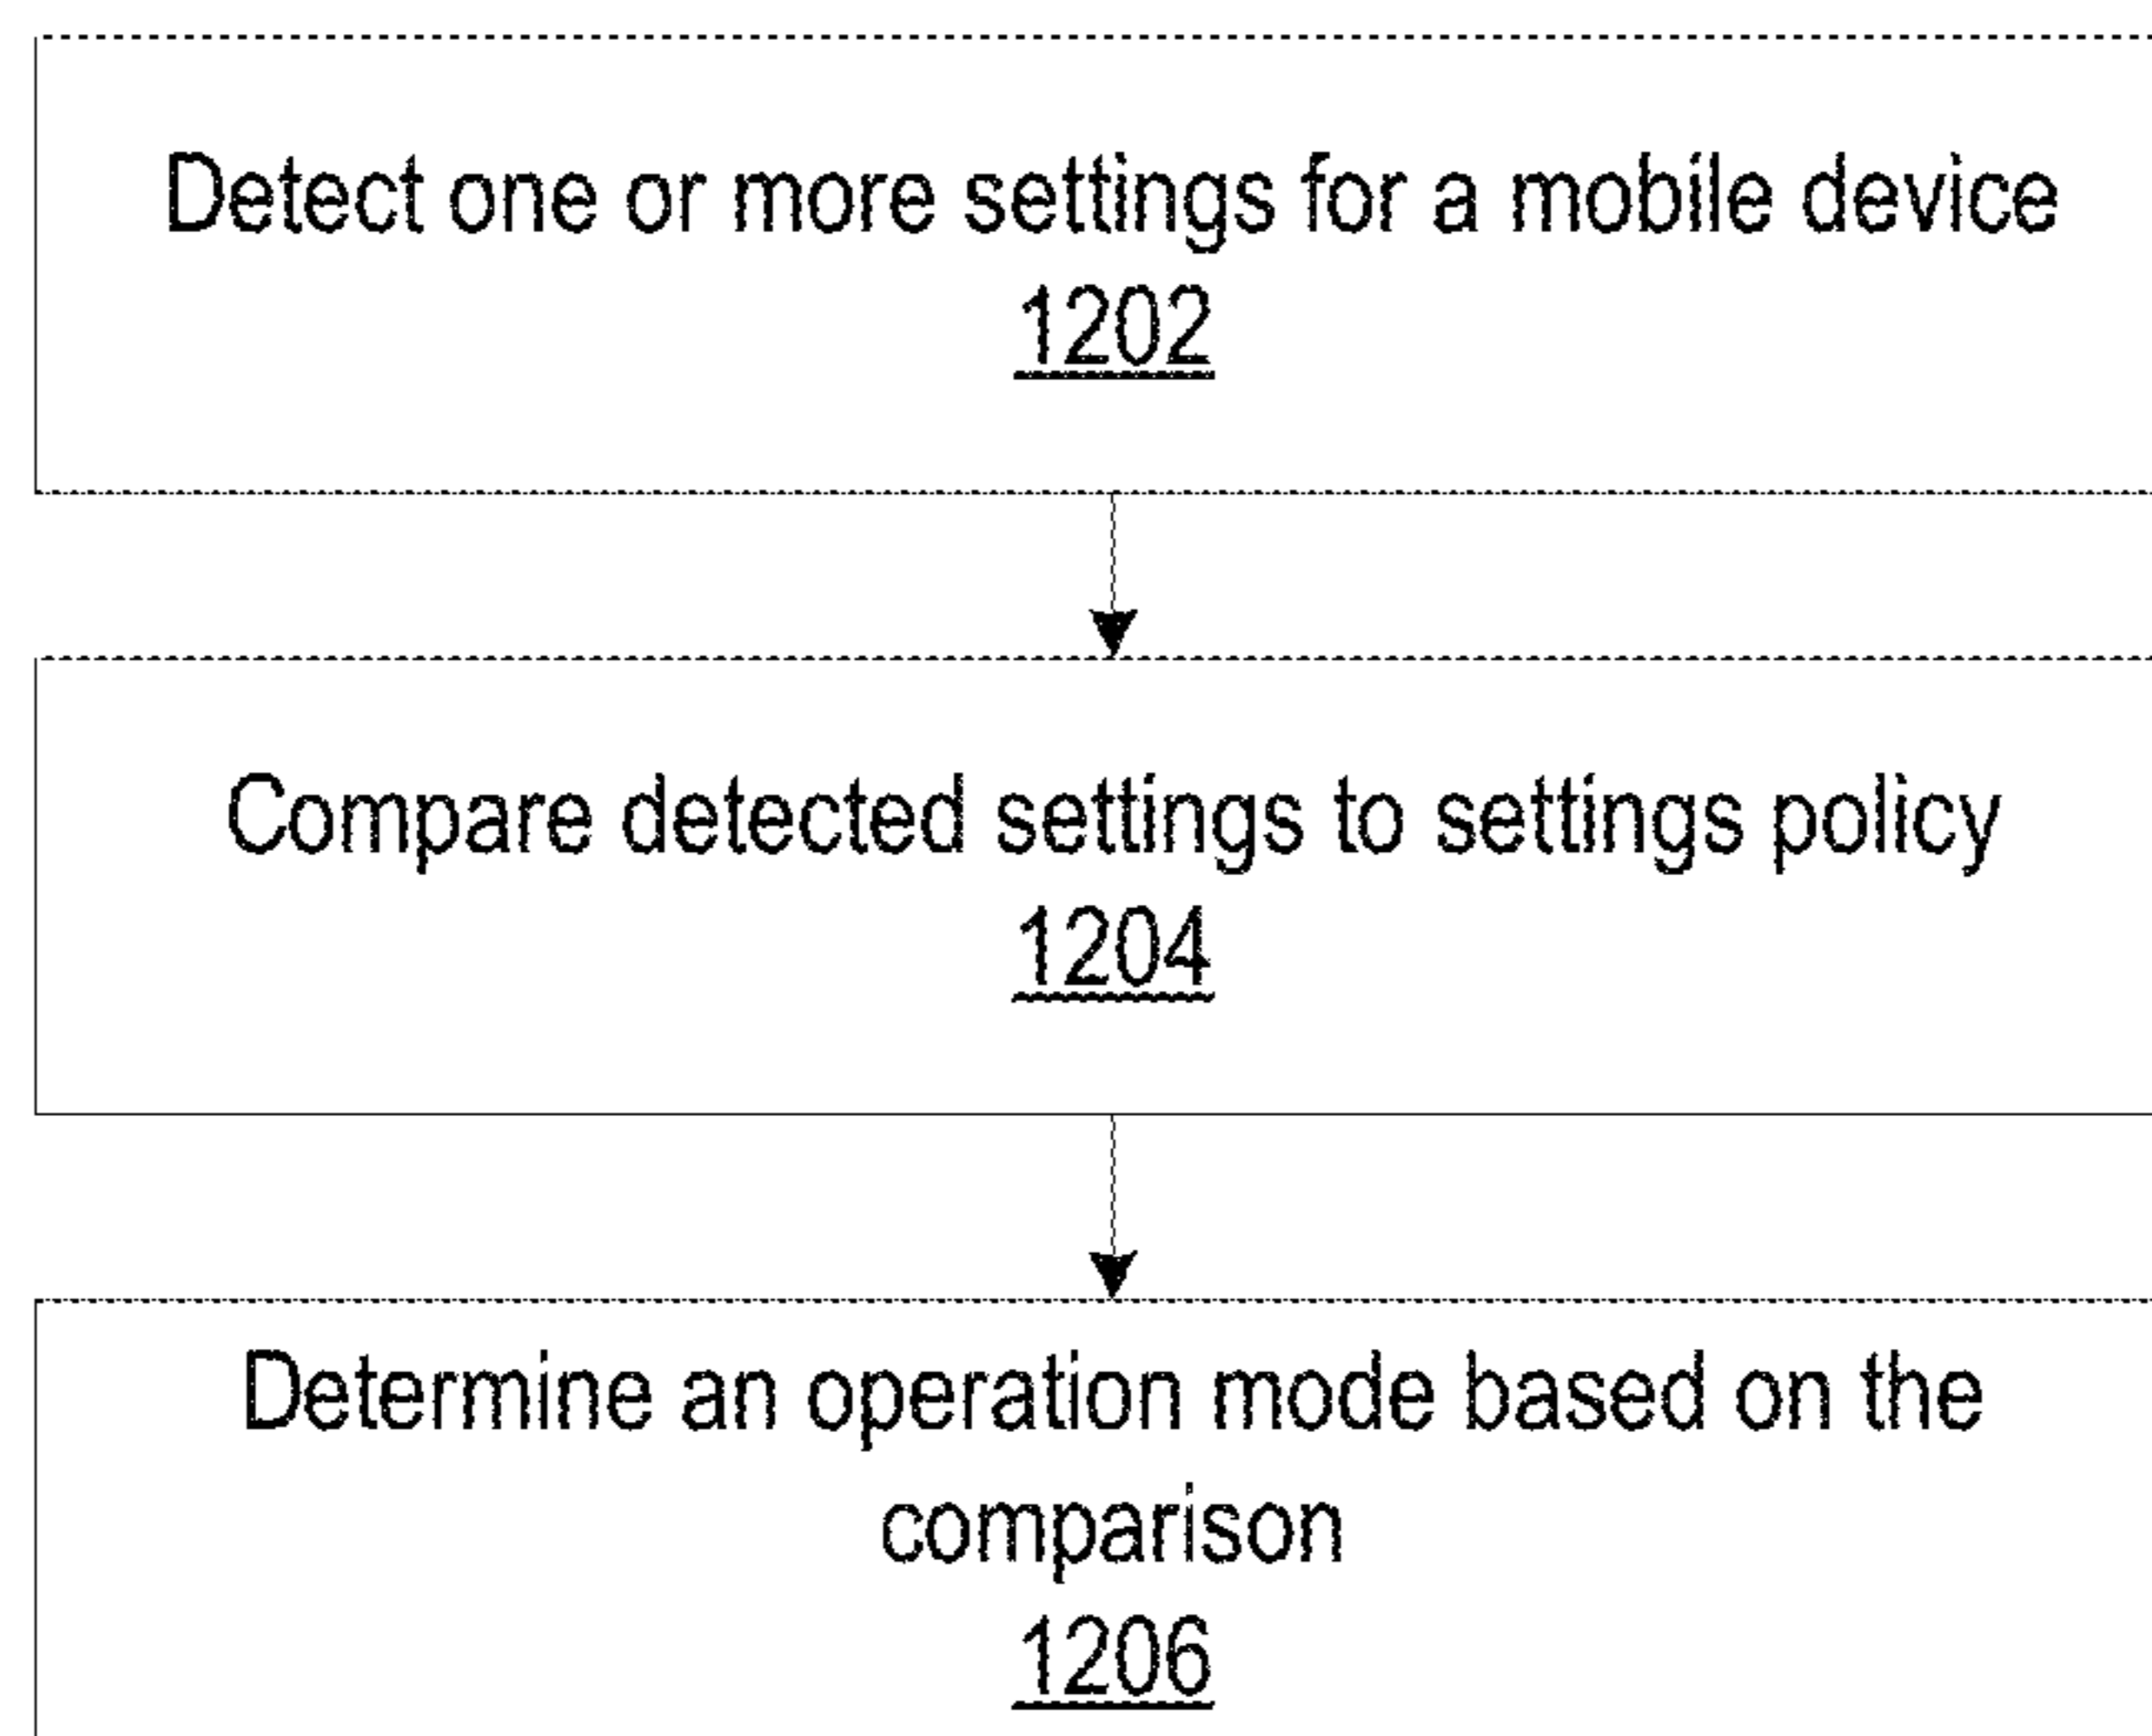 Detect one or more settings for a mobile device
1202
Compare detected settings to settings policy
1204
Determine an operation mode based on the
comparison
1206